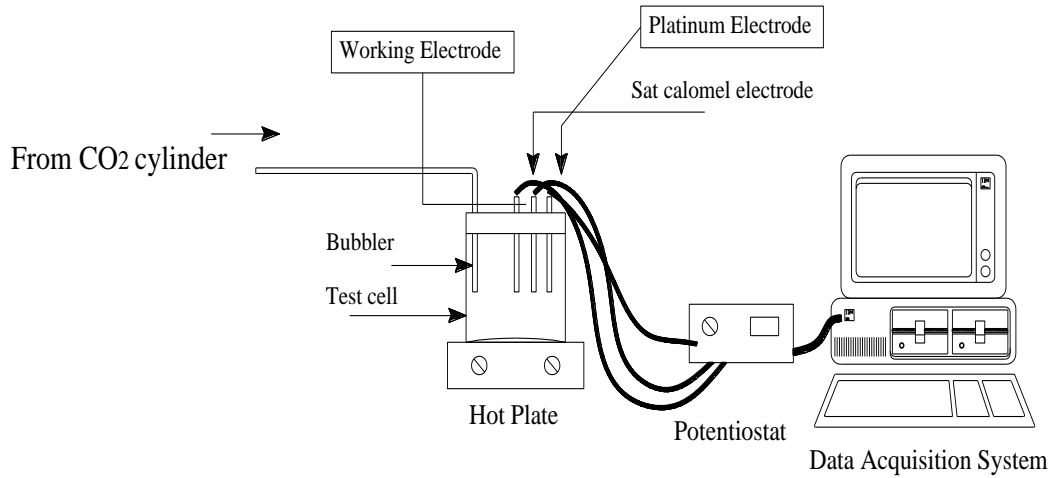 Platinum Electrode
Working Electrode
Sat calomel electrode
From CO2 cylinder
Bubbler
Test cell
Hot Plate
Potentiostat
Data Acquisition System